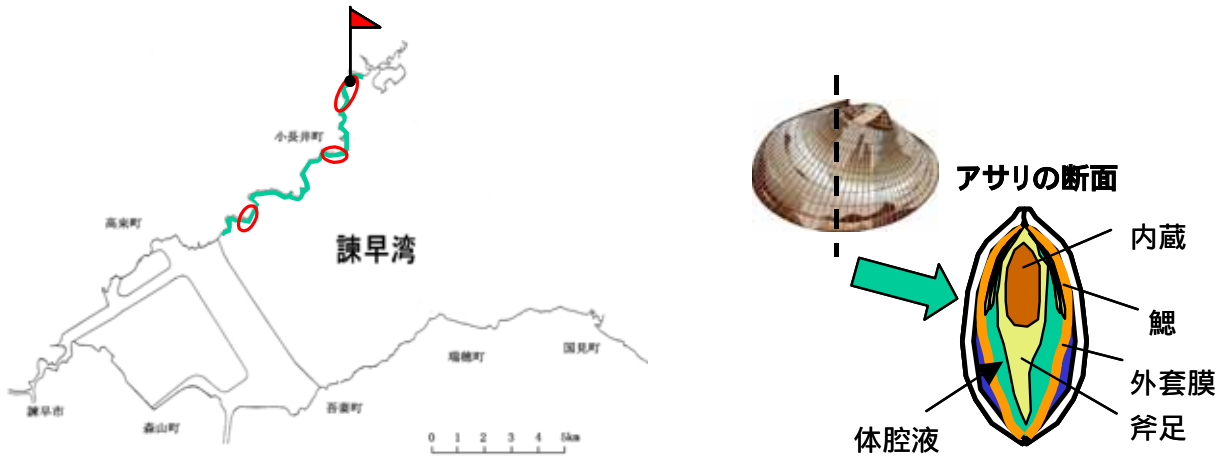 小長井町
高来町
諫早湾
瑞穂町
国見町
吾妻町
諫早市
森山町
0 1 2 3 4 5km
アサリの断面
内蔵
鰓
外套膜
斧足
体腔液